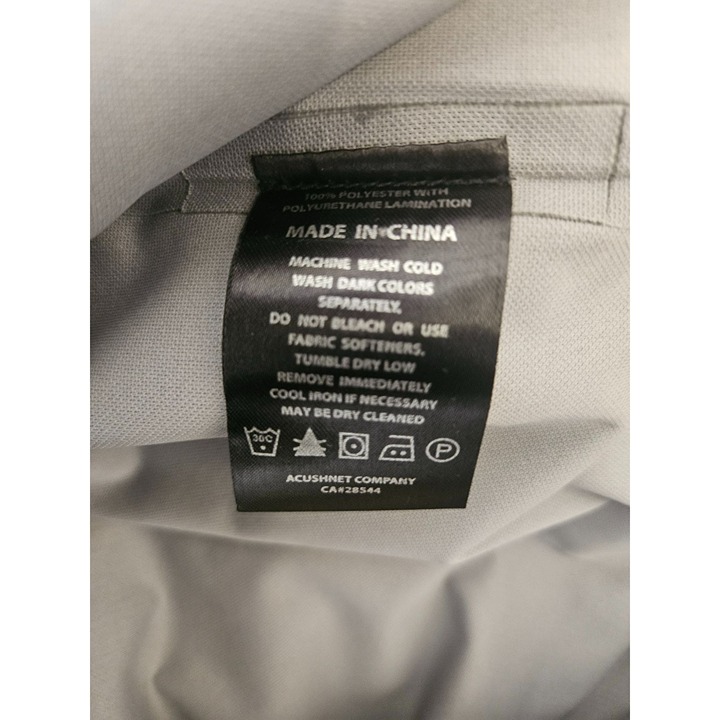 100% POLYESTER WITH
POLYURETHANE LAMINATION
MADE IN CHINA
MACHINE WASH COLD
WASH DARK COLORS
SEPARATELY,
DO NOT BLEACH OR USE
FABRIC SOFTENERS.
TUMBLE DRY LOW
REMOVE IMMEDIATELY
COOL IRON IF NECESSARY
MAY BE DRY CLEANED
30C P
ACUSHNET COMPANY
CA#28544